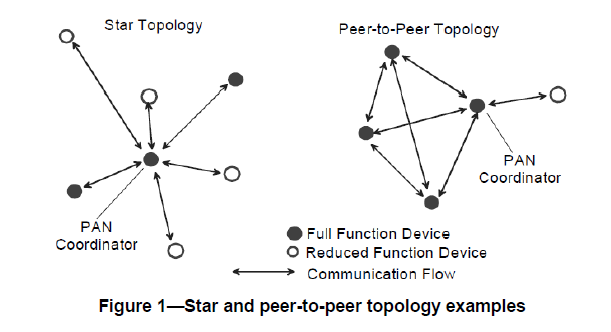 Star Topology
Peer-to-Peer Topology
PAN
Coordinator
PAN
Coordinator
Full Function Device
Reduced Function Device
Communication Flow
Figure 1—Star and peer-to-peer topology examples